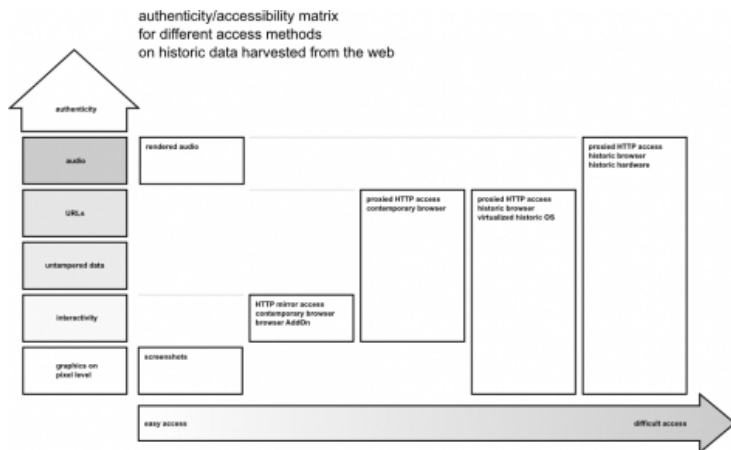 authenticity/accessibility matrix
for different access methods
on historic data harvested from the web
authenticity
audio
rendered audio
proxied HTTP access
historic browser
historic hardware
URLs
proxied HTTP access
contemporary browser
proxied HTTP access
historic browser
virtualized historic OS
untampered data
interactivity
HTTP mirror access
contemporary browser
browser AddOn
graphics on
pixel level
screenshots
easy access
difficult access